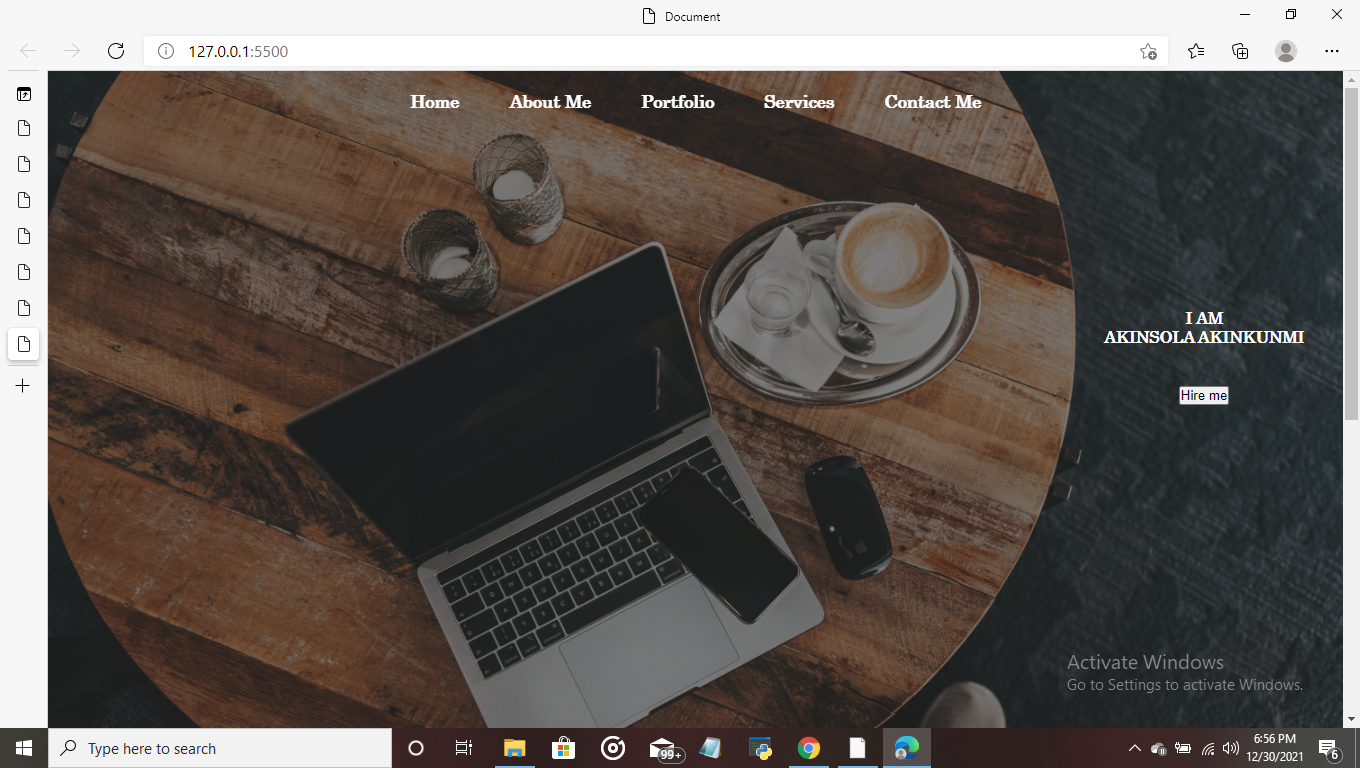 Document
127.0.0.1:5500
Home About Me Portfolio Services Contact Me
I AM
AKINSOLA AKINKUNMI
Hire me
Activate Windows
Go to Settings to activate Windows.
Type here to search
99+
6:56 PM
12/30/2021
6